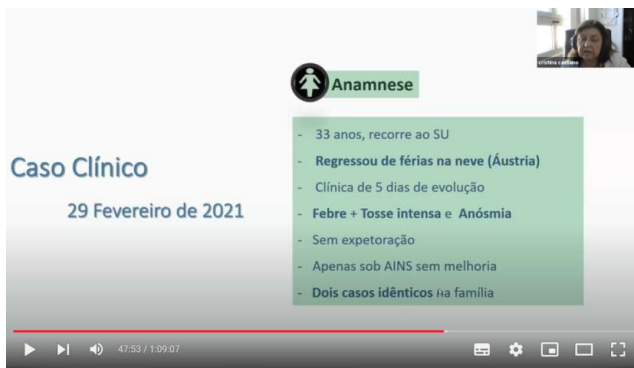 cristina caetano
Anamnese
Caso Clínico
29 Fevereiro de 2021
- 33 anos, recorre ao SU
- Regressou de férias na neve (Áustria)
- Clínica de 5 dias de evolução
- Febre + Tosse intensa e Anósmia
- Sem expetoração
- Apenas sob AINS sem melhoria
- Dois casos idênticos na família
47:53 / 1:09:07